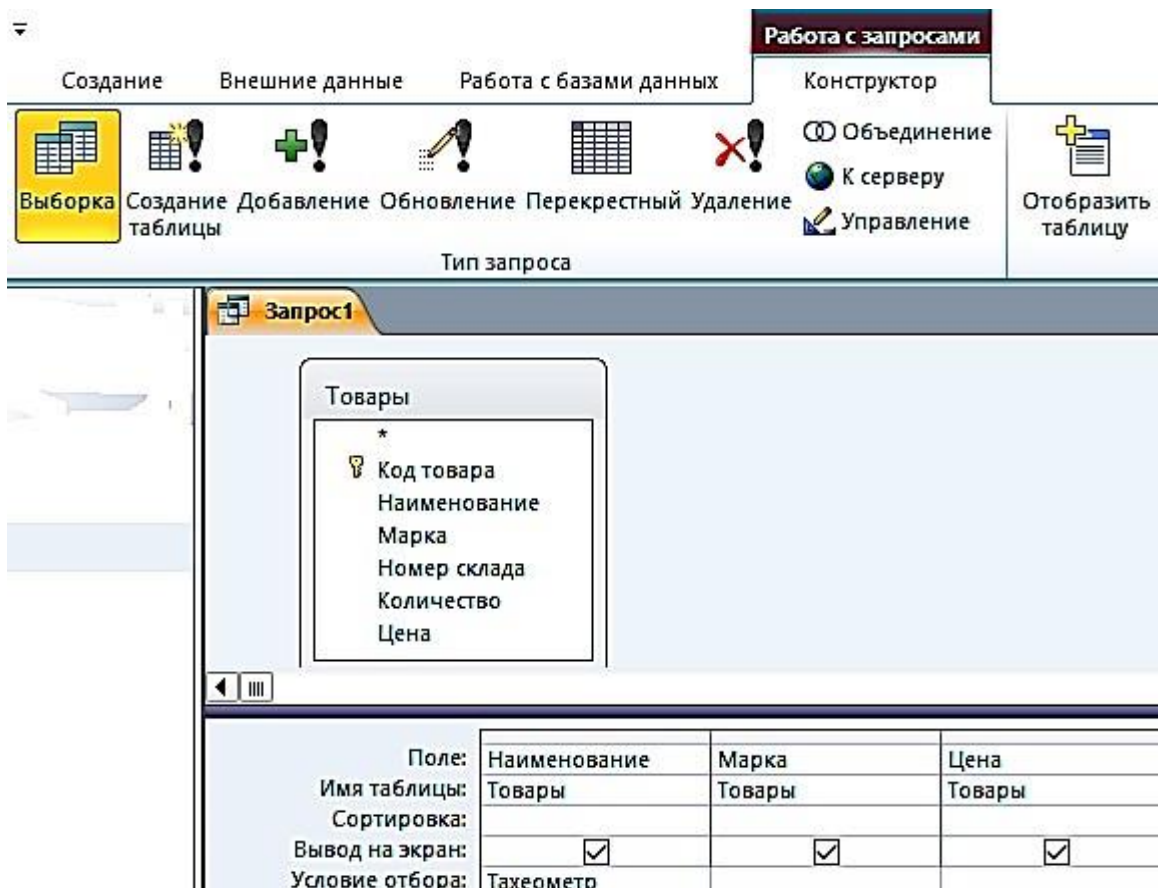 Работа с запросами
Создание Внешние данные Работа с базами данных Конструктор
Выборка Создание таблицы Добавление Обновление Перекрестный Удаление
Объединение
К серверу
Управление
Отобразить таблицу
Тип запроса
Запрос1
Товары
*
Код товара
Наименование
Марка
Номер склада
Количество
Цена
Поле: Наименование Марка Цена
Имя таблицы: Товары Товары Товары
Сортировка:
Вывод на экран:
Условие отбора: Тахеометр